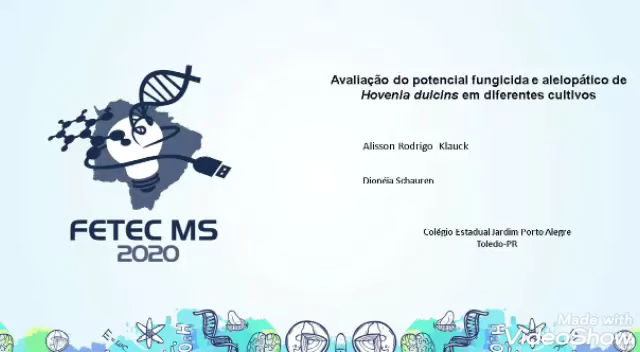 Avaliação do potencial fungicida e alelopático de
Hovenia dulcins em diferentes cultivos
Alisson Rodrigo Klauck
Dionéia Schauren
Colégio Estadual Jardim Porto Alegre
Toledo-PR
FETEC MS
2020
Made with
VideoShow